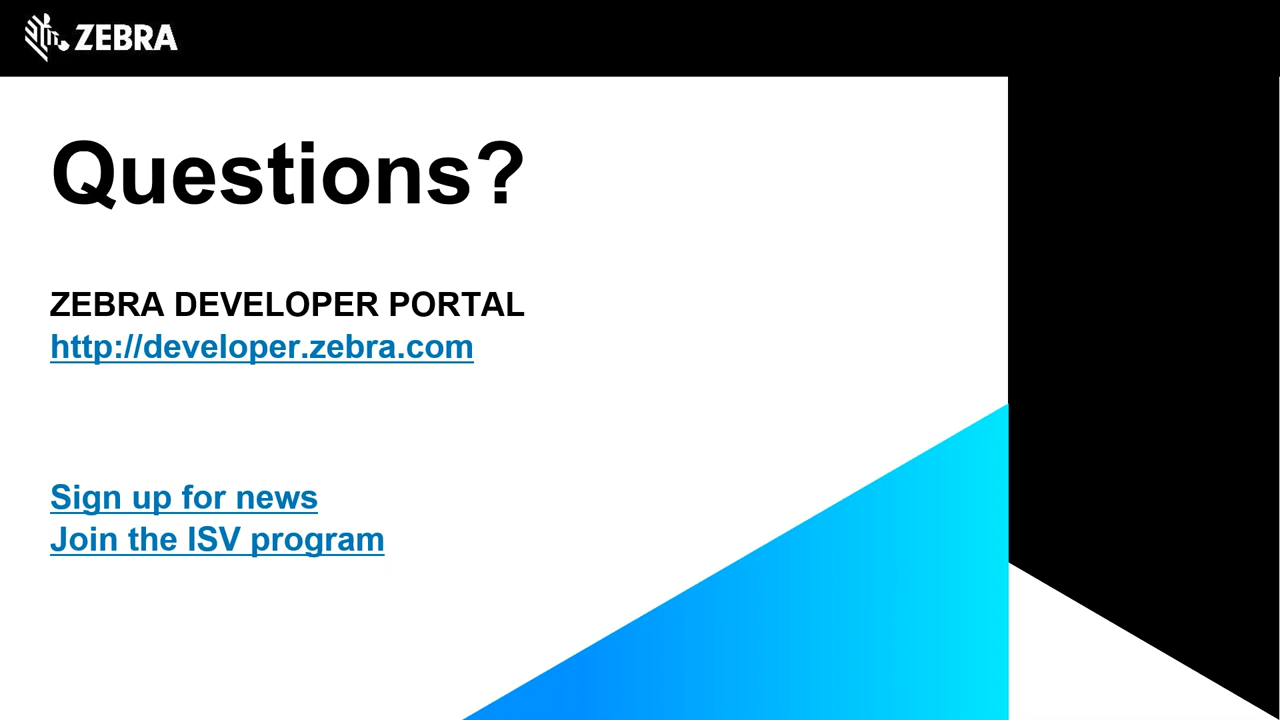 ZEBRA
Questions?
ZEBRA DEVELOPER PORTAL
http://developer.zebra.com
Sign up for news
Join the ISV program